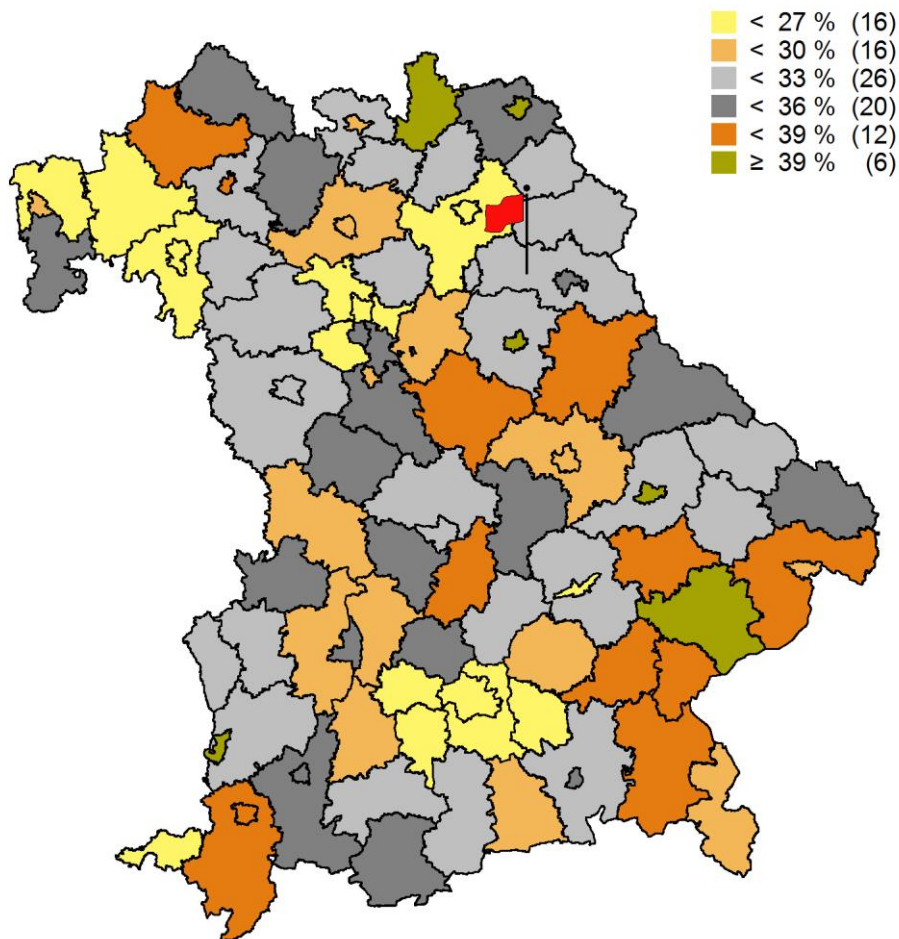 < 27 % (16)
< 30 % (16)
< 33 % (26)
< 36 % (20)
< 39 % (12)
≥ 39 % (6)